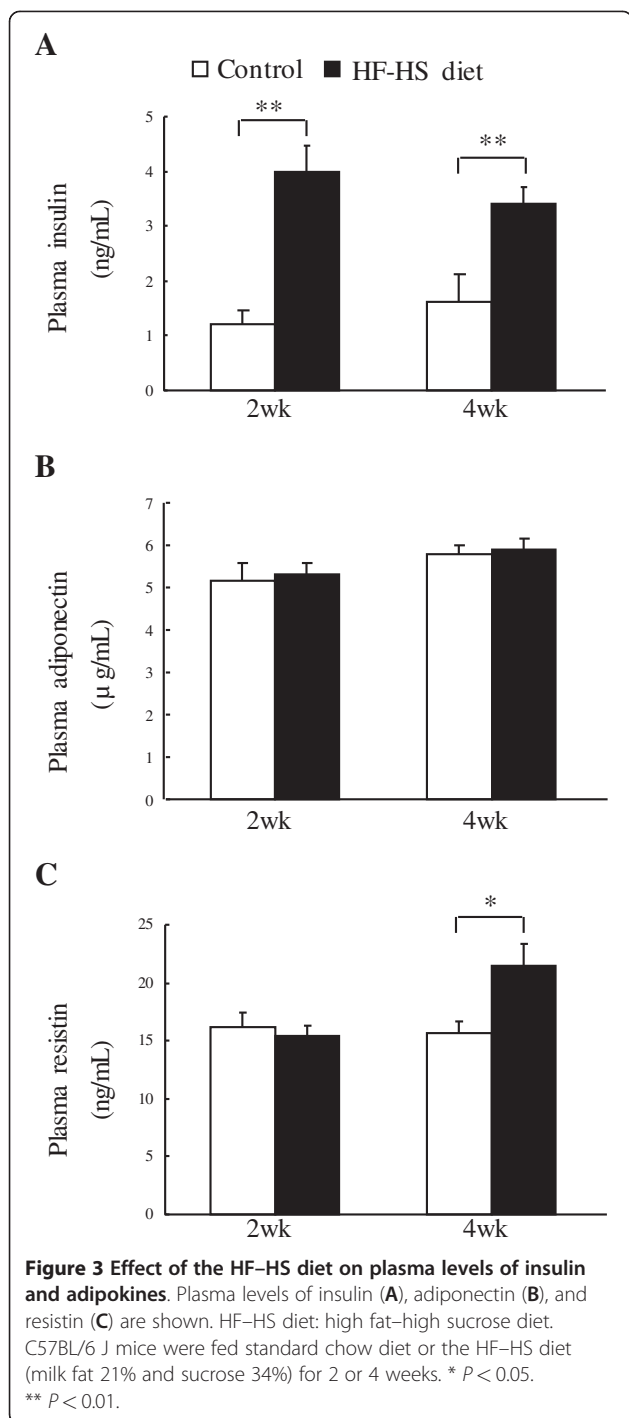 A
Control HF-HS diet
Plasma insulin
(ng/mL)
5
4
3
2
1
0
**
**
2wk
4wk
B
Plasma adiponectin
(μ g/mL)
7
6
5
4
3
2
1
0
2wk
4wk
C
Plasma resistin
(ng/mL)
25
20
15
10
5
0
*
2wk
4wk
Figure 3 Effect of the HF–HS diet on plasma levels of insulin
and adipokines. Plasma levels of insulin (A), adiponectin (B), and
resistin (C) are shown. HF–HS diet: high fat–high sucrose diet.
C57BL/6 J mice were fed standard chow diet or the HF–HS diet
(milk fat 21% and sucrose 34%) for 2 or 4 weeks. * P < 0.05.
** P < 0.01.